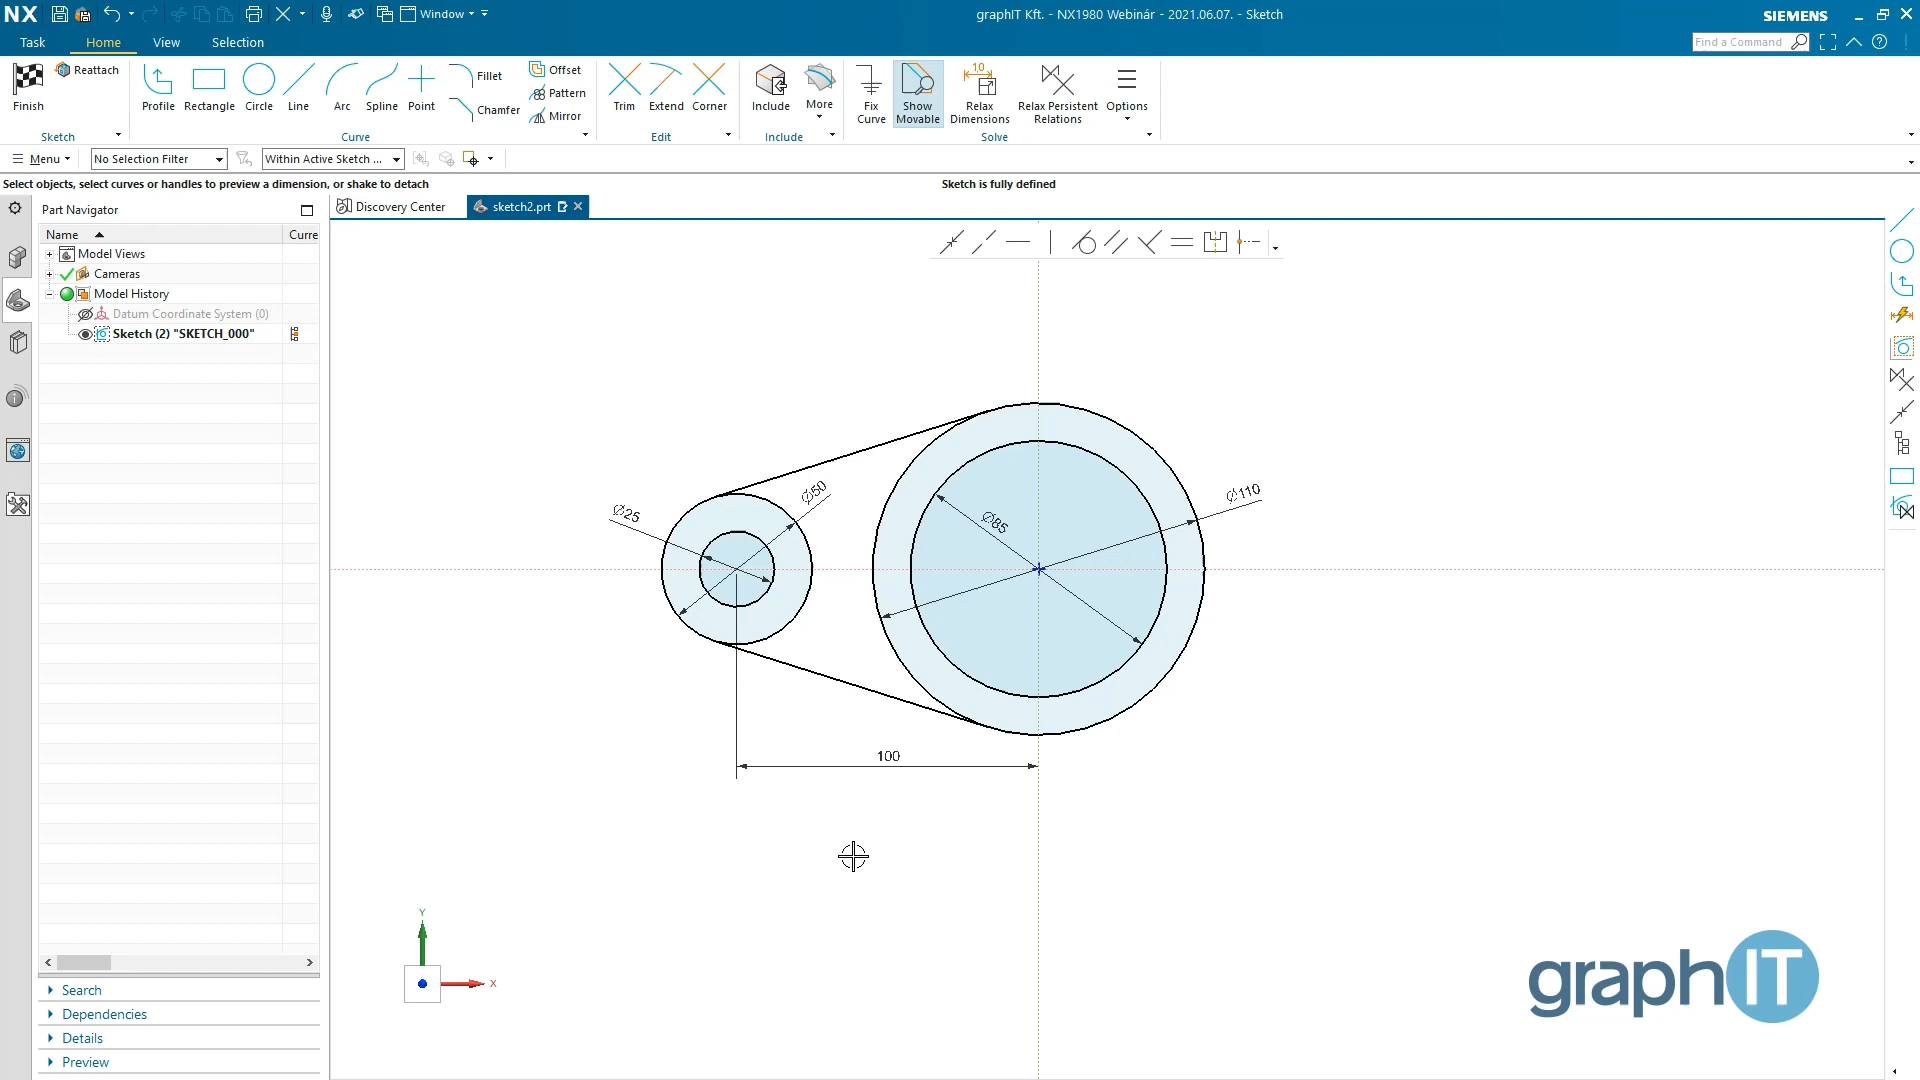 NX
Window
graphIT Kft. - NX1980 Webinár - 2021.06.07. - Sketch
SIEMENS
Task
Home
View
Selection
Find a Command
Finish
Reattach
Profile
Rectangle
Circle
Line
Arc
Spline
Point
Fillet
Chamfer
Offset
Pattern
Mirror
Trim
Extend
Corner
Include
More
Fix Curve
Show Movable
1.0
Relax Dimensions
Relax Persistent Relations
Options
Sketch
Curve
Edit
Include
Solve
Menu
No Selection Filter
Within Active Sketch ...
Select objects, select curves or handles to preview a dimension, or shake to detach
Sketch is fully defined
Part Navigator
Discovery Center
sketch2.prt
Name
Curre
Model Views
Cameras
Model History
Datum Coordinate System (0)
Sketch (2) "SKETCH_000"
Ø25
Ø50
Ø85
Ø110
100
Y
X
Search
Dependencies
Details
Preview
graphIT